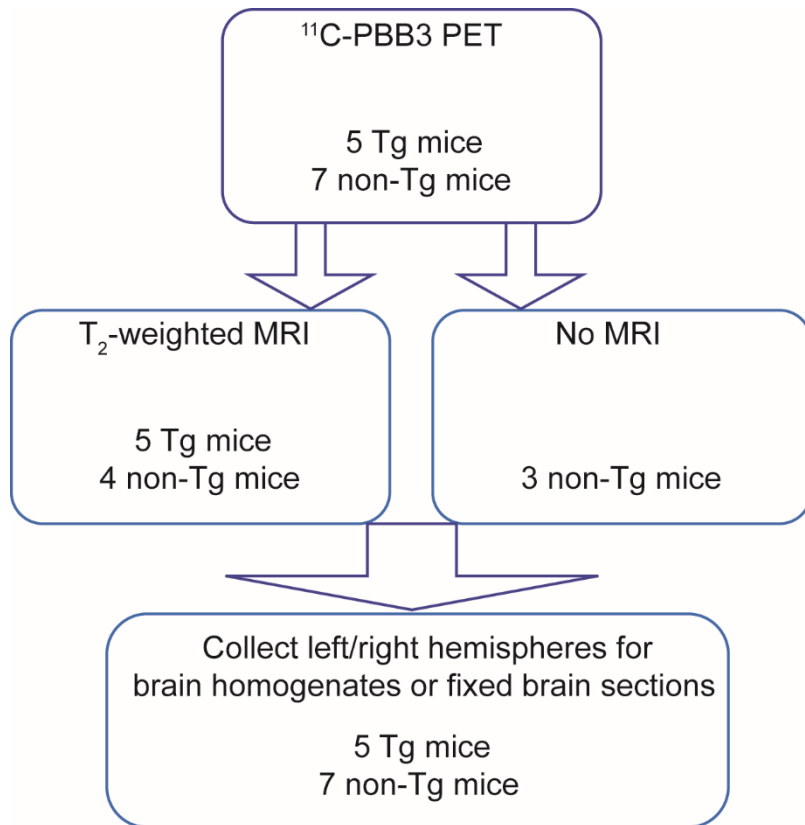 ¹¹C-PBB3 PET
5 Tg mice
7 non-Tg mice
T₂-weighted MRI
5 Tg mice
4 non-Tg mice
No MRI
3 non-Tg mice
Collect left/right hemispheres for
brain homogenates or fixed brain sections
5 Tg mice
7 non-Tg mice